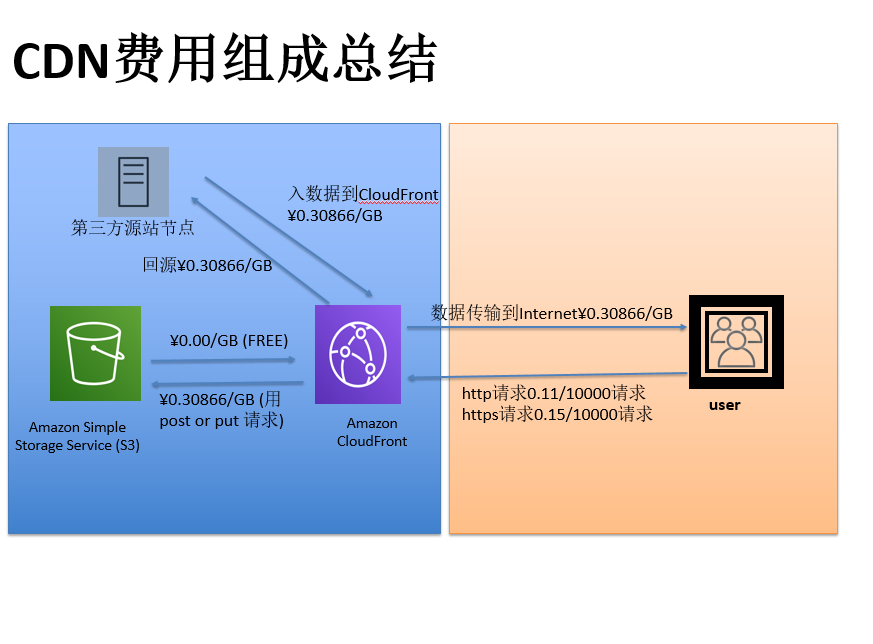 CDN费用组成总结
入数据到CloudFront
¥0.30866/GB
第三方源站节点
回源¥0.30866/GB
数据传输到Internet¥0.30866/GB
¥0.00/GB (FREE)
¥0.30866/GB (用
post or put 请求)
http请求0.11/10000请求
https请求0.15/10000请求
user
Amazon Simple
Storage Service (S3)
Amazon
CloudFront